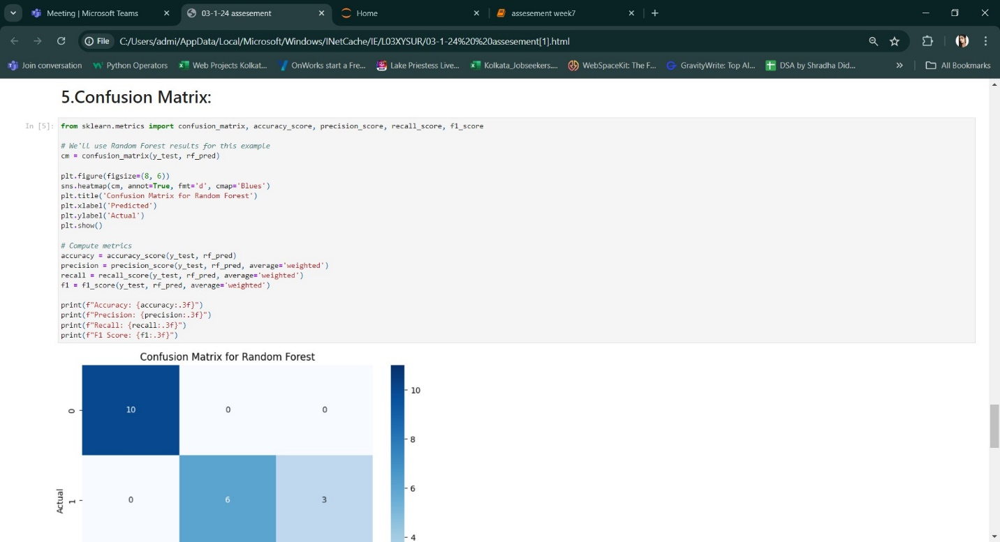 Meeting | Microsoft Teams
03-1-24 assesement
Home
assesement week7
File C:/Users/admi/AppData/Local/Microsoft/Windows/INetCache/IE/L03XYSUR/03-1-24%20%20assesement[1].html
Join conversation
Python Operators
Web Projects Kolkat...
OnWorks start a Fre...
Lake Priestess Live...
Kolkata_Jobseekers....
WebSpaceKit: The F...
GravityWrite: Top AI...
DSA by Shradha Did...
All Bookmarks
5.Confusion Matrix:
In [5]:
from sklearn.metrics import confusion_matrix, accuracy_score, precision_score, recall_score, f1_score
# We'll use Random Forest results for this example
cm = confusion_matrix(y_test, rf_pred)
plt.figure(figsize=(8, 6))
sns.heatmap(cm, annot=True, fmt='d', cmap='Blues')
plt.title('Confusion Matrix for Random Forest')
plt.xlabel('Predicted')
plt.ylabel('Actual')
plt.show()
# Compute metrics
accuracy = accuracy_score(y_test, rf_pred)
precision = precision_score(y_test, rf_pred, average='weighted')
recall = recall_score(y_test, rf_pred, average='weighted')
f1 = f1_score(y_test, rf_pred, average='weighted')
print(f"Accuracy: {accuracy:.3f}")
print(f"Precision: {precision:.3f}")
print(f"Recall: {recall:.3f}")
print(f"F1 Score: {f1:.3f}")
Confusion Matrix for Random Forest
0
10 0 0
Actual
1
0 6 3
10
8
6
4